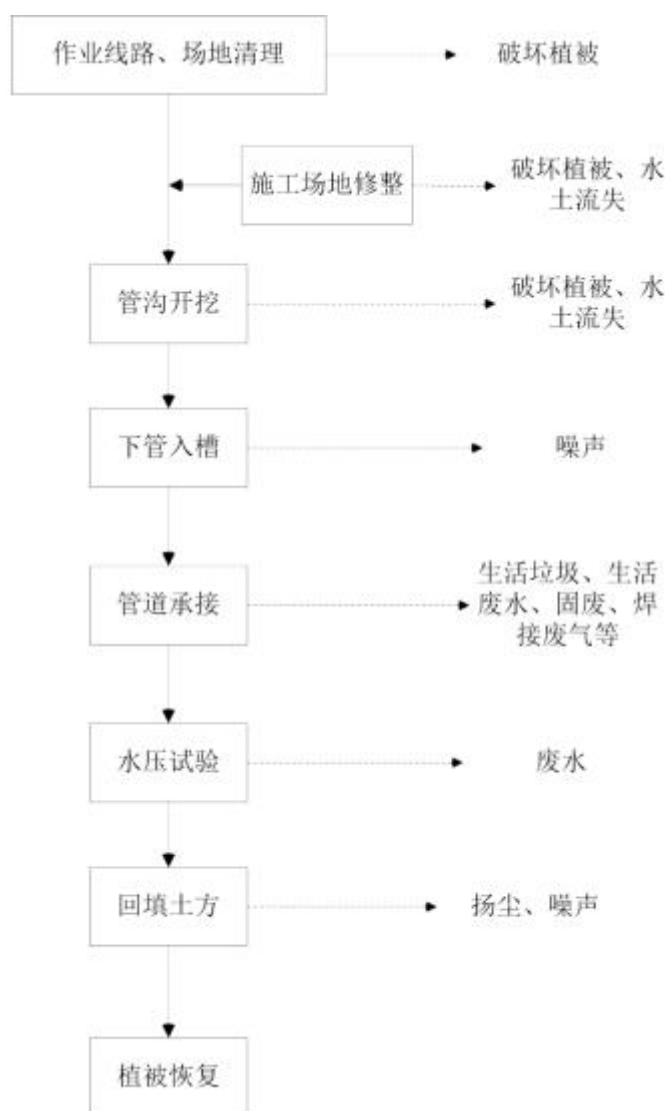 作业线路、场地清理
破坏植被
施工场地修整
破坏植被、水
土流失
管沟开挖
破坏植被、水
土流失
下管入槽
噪声
管道承接
生活垃圾、生活
废水、固废、焊
接废气等
水压试验
废水
回填土方
扬尘、噪声
植被恢复